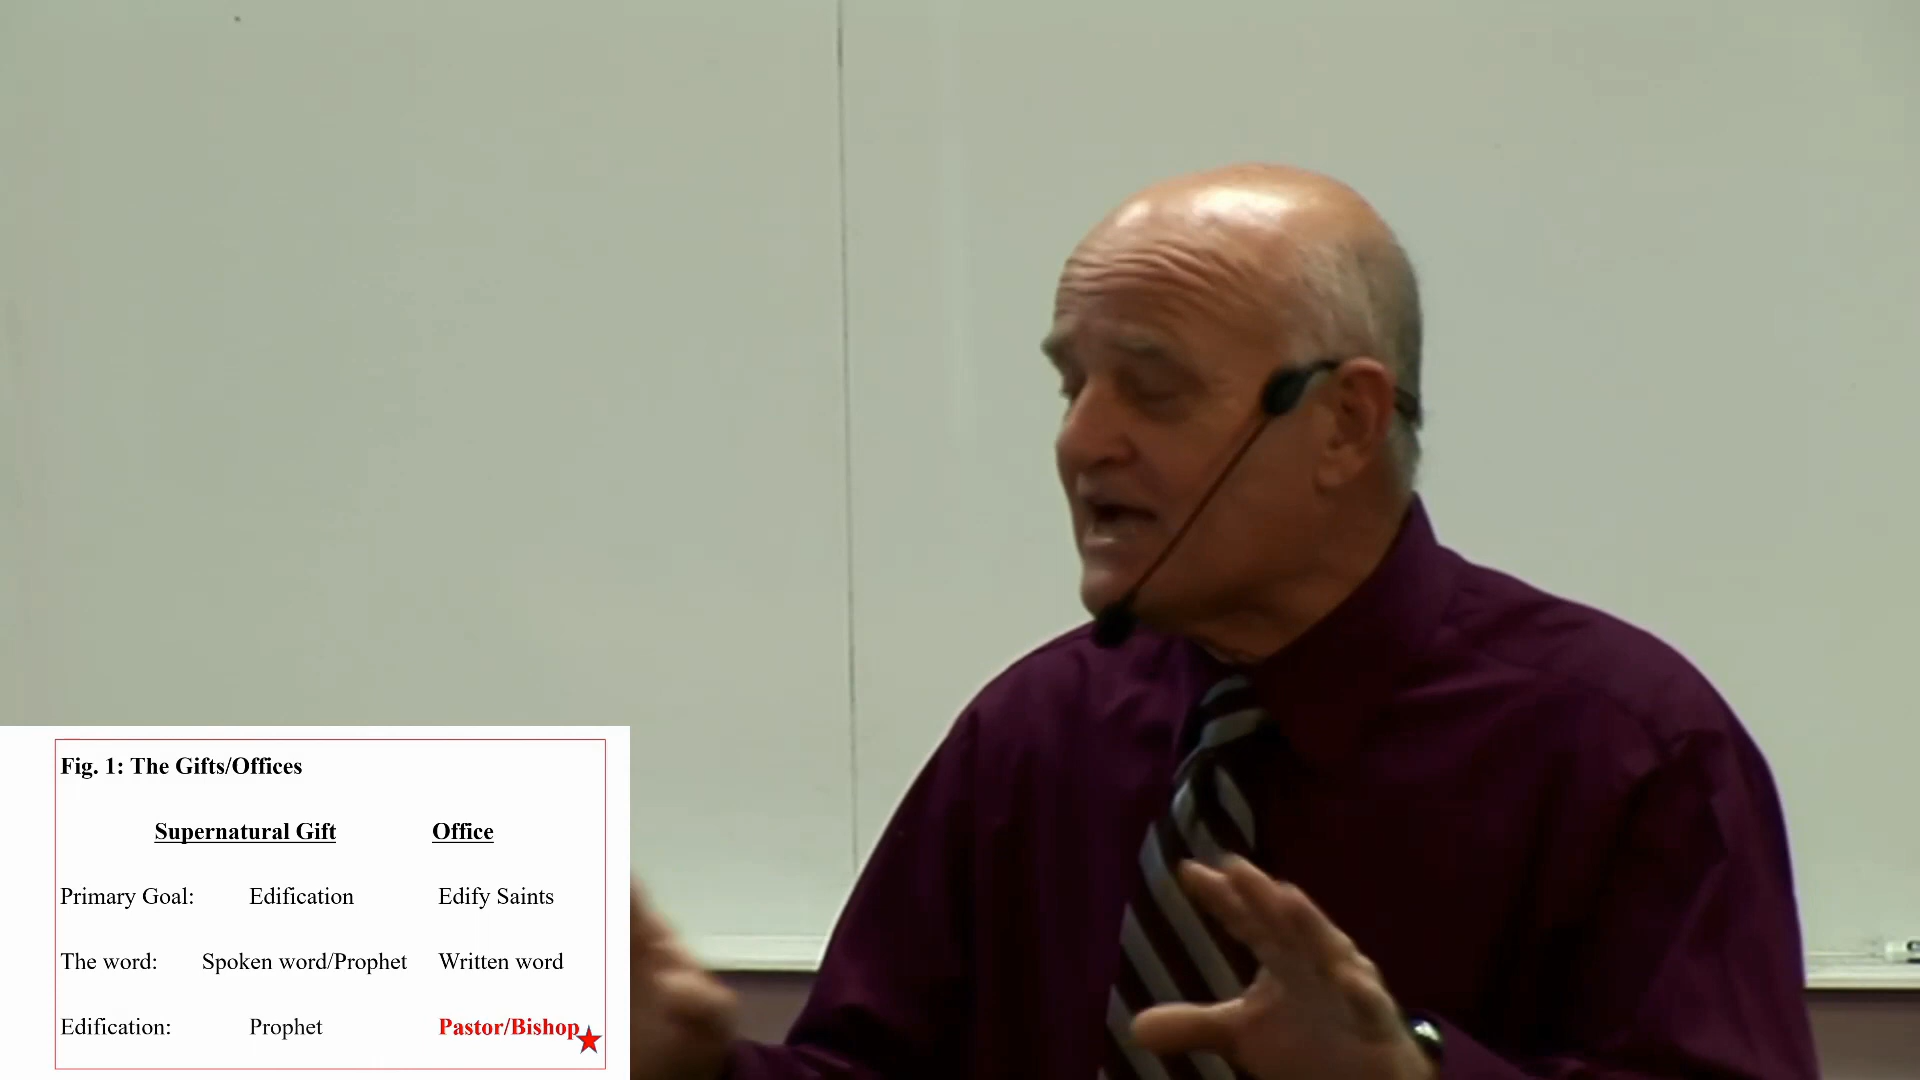 Fig. 1: The Gifts/Offices
Supernatural Gift Office
Primary Goal: Edification Edify Saints
The word: Spoken word/Prophet Written word
Edification: Prophet Pastor/Bishop